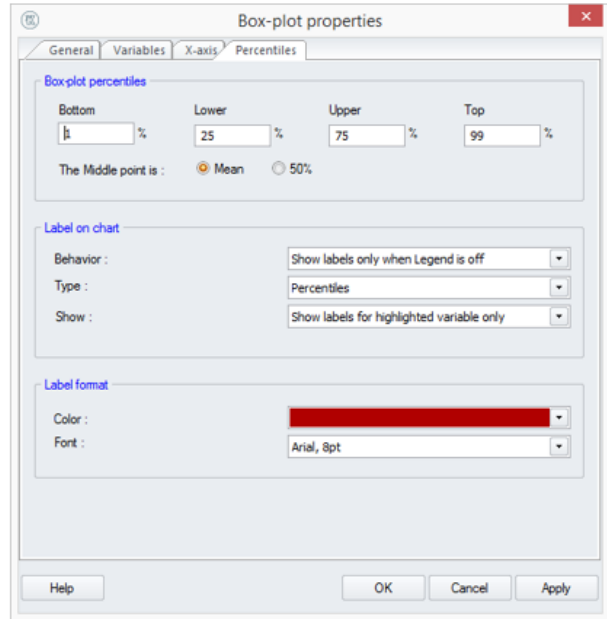 Box-plot properties
General Variables X-axis Percentiles
Box-plot percentiles
Bottom Lower Upper Top
1 % 25 % 75 % 99 %
The Middle point is : Mean 50%
Label on chart
Behavior : Show labels only when Legend is off
Type : Percentiles
Show : Show labels for highlighted variable only
Label format
Color :
Font : Arial, 8pt
Help OK Cancel Apply